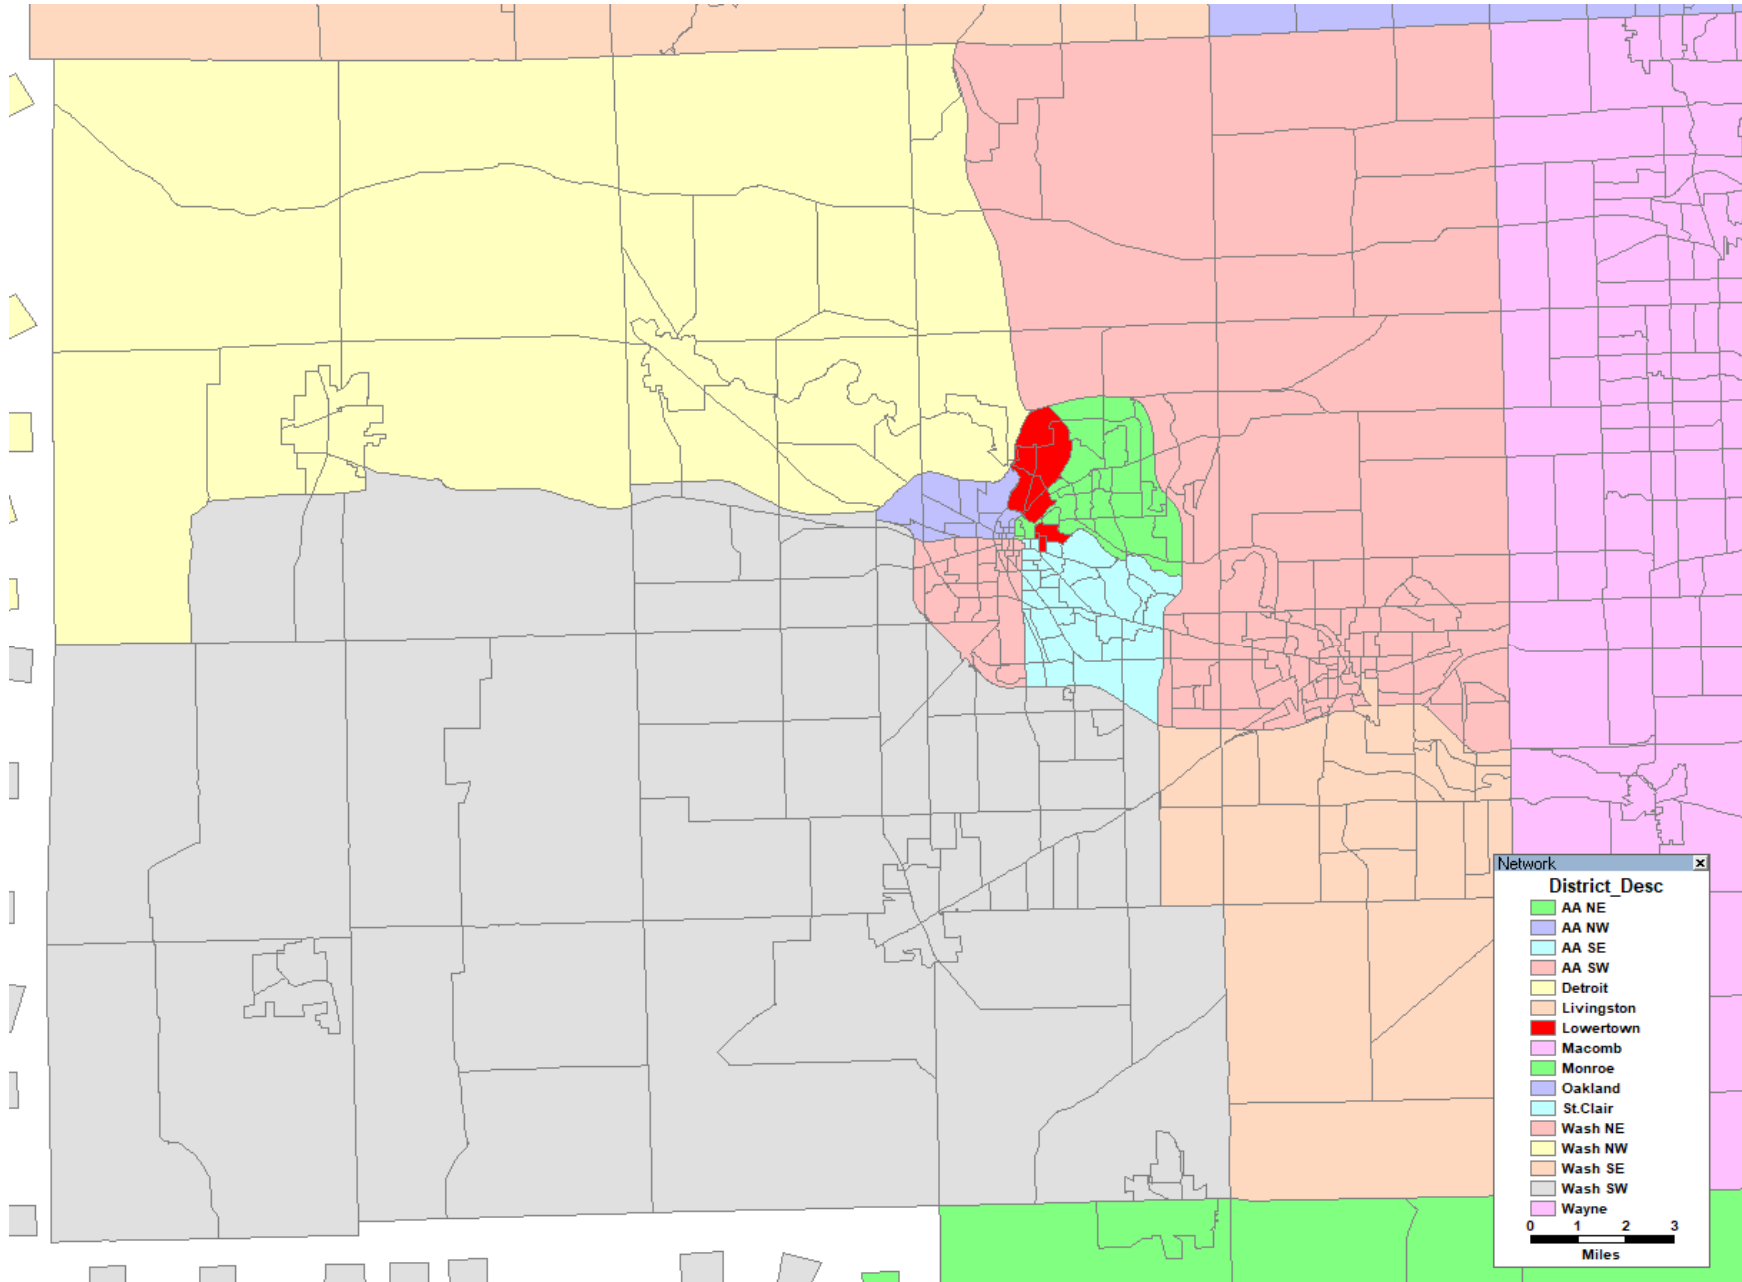 Network
District_Desc
AA NE
AA NW
AA SE
AA SW
Detroit
Livingston
Lowertown
Macomb
Monroe
Oakland
St.Clair
Wash NE
Wash NW
Wash SE
Wash SW
Wayne
0 1 2 3
Miles